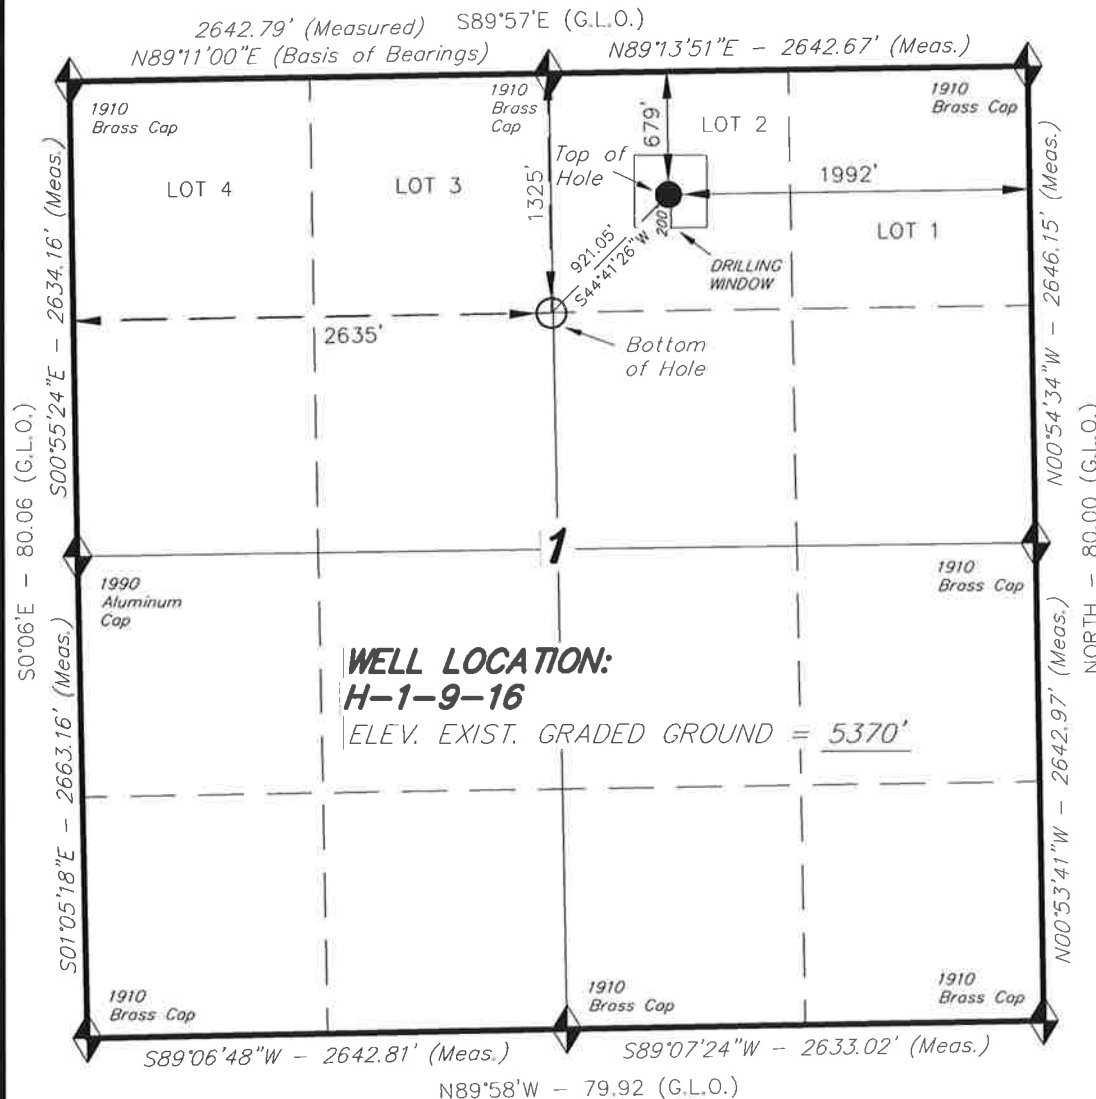 2642.79' (Measured)
S89°57'E (G.L.O.)
N89°11'00"E (Basis of Bearings)
N89°13'51"E - 2642.67' (Meas.)
1910
Brass Cap
1910
Brass
Cap
1910
Brass Cap
LOT 4
LOT 3
LOT 2
LOT 1
679'
1325'
Top of
Hole
1992'
200'
921.05'
S44°41'26"W
DRILLING
WINDOW
2635'
Bottom
of Hole
S0°06'E - 80.06 (G.L.O.)
S00°55'24"E - 2634.16' (Meas.)
N00°54'34"W - 2646.15' (Meas.)
NORTH - 80.00 (G.L.O.)
1
1990
Aluminum
Cap
1910
Brass Cap
WELL LOCATION:
H-1-9-16
ELEV. EXIST. GRADED GROUND = 5370'
S01°05'18"E - 2663.16' (Meas.)
N00°53'41"W - 2642.97' (Meas.)
1910
Brass Cap
1910
Brass Cap
1910
Brass Cap
S89°06'48"W - 2642.81' (Meas.)
S89°07'24"W - 2633.02' (Meas.)
N89°58'W - 79.92 (G.L.O.)